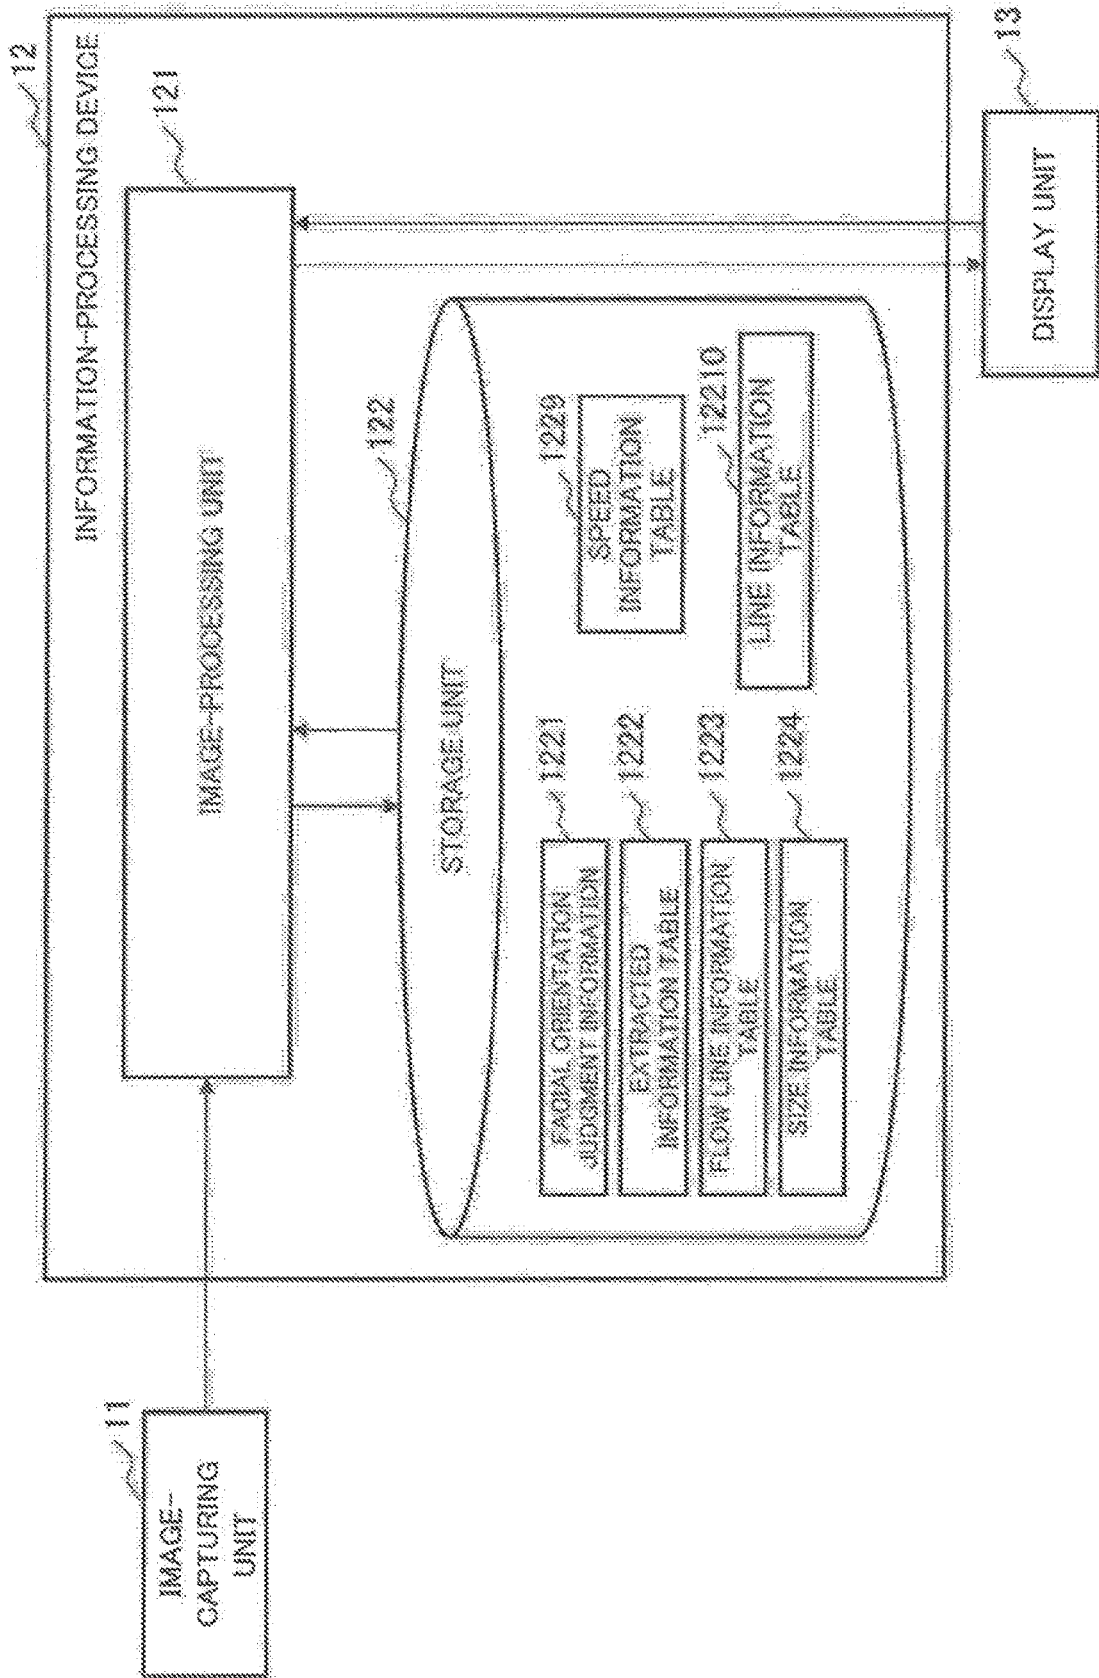 12
INFORMATION-PROCESSING DEVICE
121
IMAGE-PROCESSING UNIT
11
IMAGE-
CAPTURING
UNIT
122
STORAGE UNIT
1221
FACIAL ORIENTATION
JUDGMENT INFORMATION
1222
EXTRACTED
INFORMATION TABLE
1223
FLOW LINE INFORMATION
TABLE
1224
SIZE INFORMATION
TABLE
1229
SPEED
INFORMATION
TABLE
12210
LINE INFORMATION
TABLE
13
DISPLAY UNIT